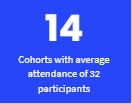 14
Cohorts with average
attendance of 32
participants